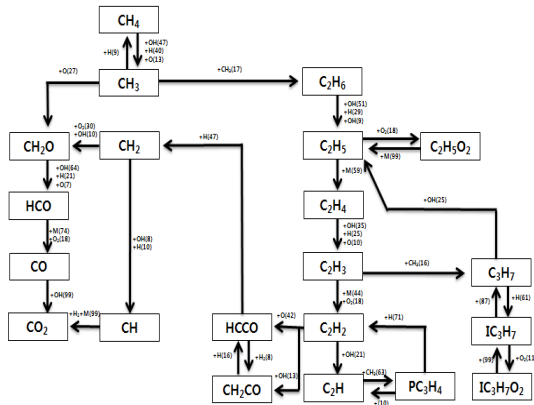 CH₄
+H(9)
+OH(47)
+H(40)
+O(13)
+O(27)
CH₃
+CH₃(17)
C₂H₆
+OH(51)
+H(29)
+OH(9)
CH₂O
+O₂(30)
+OH(10)
CH₂
+H(47)
C₂H₅
+O₂(18)
+M(99)
C₂H₅O₂
+OH(64)
+H(21)
+O(7)
+M(59)
HCO
C₂H₄
+OH(25)
+M(74)
+O₂(18)
+OH(8)
+H(10)
+OH(35)
+H(25)
+O(10)
CO
C₂H₃
+CH₃(16)
C₃H₇
+OH(99)
+M(44)
+O₂(18)
+(87)
+H(61)
CO₂
+H₂+M(99)
CH
HCCO
+O(42)
C₂H₂
+H(71)
IC₃H₇
+H(16)
+H₂(8)
+OH(21)
+(99)
+O₂(11
CH₂CO
+OH(13)
C₂H
+CH₃(63)
+(10)
PC₃H₄
IC₃H₇O₂